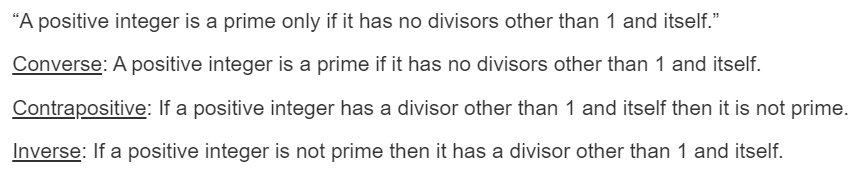 “A positive integer is a prime only if it has no divisors other than 1 and itself.”
Converse: A positive integer is a prime if it has no divisors other than 1 and itself.
Contrapositive: If a positive integer has a divisor other than 1 and itself then it is not prime.
Inverse: If a positive integer is not prime then it has a divisor other than 1 and itself.